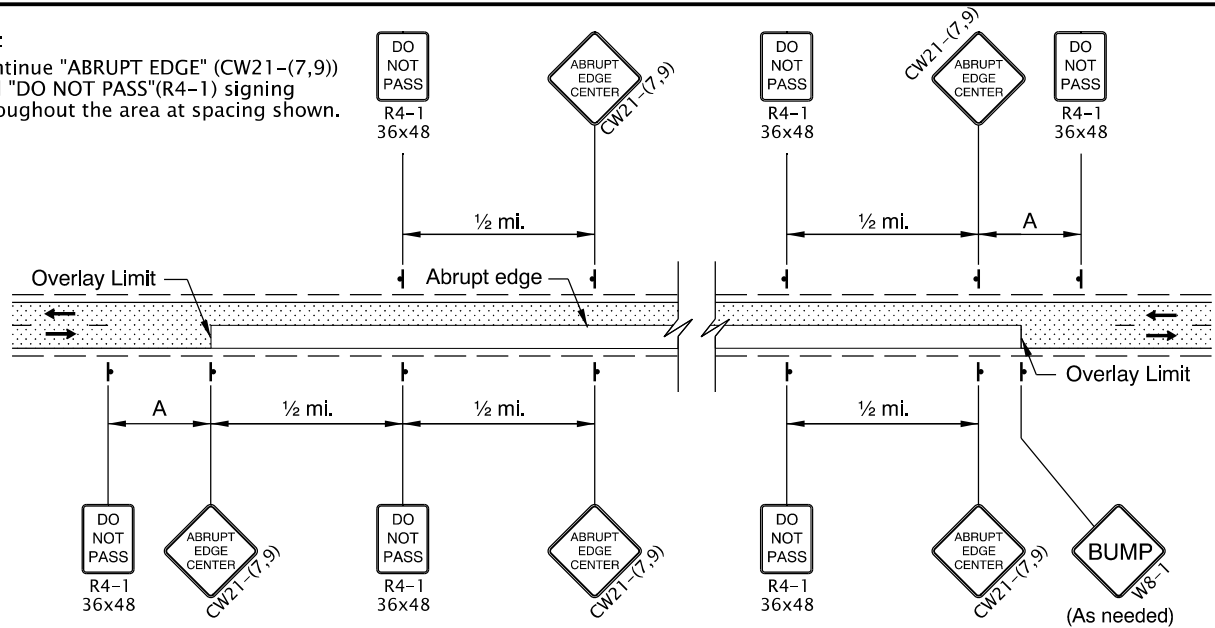 :
"ABRUPT EDGE" (CW21-(7,9))
"DO NOT PASS"(R4-1) signing
the area at spacing shown.
DO
NOT
PASS
R4-1
36x48
ABRUPT
EDGE
CENTER
CW21-(7,9)
DO
NOT
PASS
R4-1
36x48
ABRUPT
EDGE
CENTER
CW21-(7,9)
DO
NOT
PASS
R4-1
36x48
½ mi.
½ mi.
A
Overlay Limit
Abrupt edge
Overlay Limit
A
½ mi.
½ mi.
½ mi.
DO
NOT
PASS
R4-1
36x48
ABRUPT
EDGE
CENTER
CW21-(7,9)
DO
NOT
PASS
R4-1
36x48
ABRUPT
EDGE
CENTER
CW21-(7,9)
DO
NOT
PASS
R4-1
36x48
ABRUPT
EDGE
CENTER
CW21-(7,9)
BUMP
W8-1
(As needed)